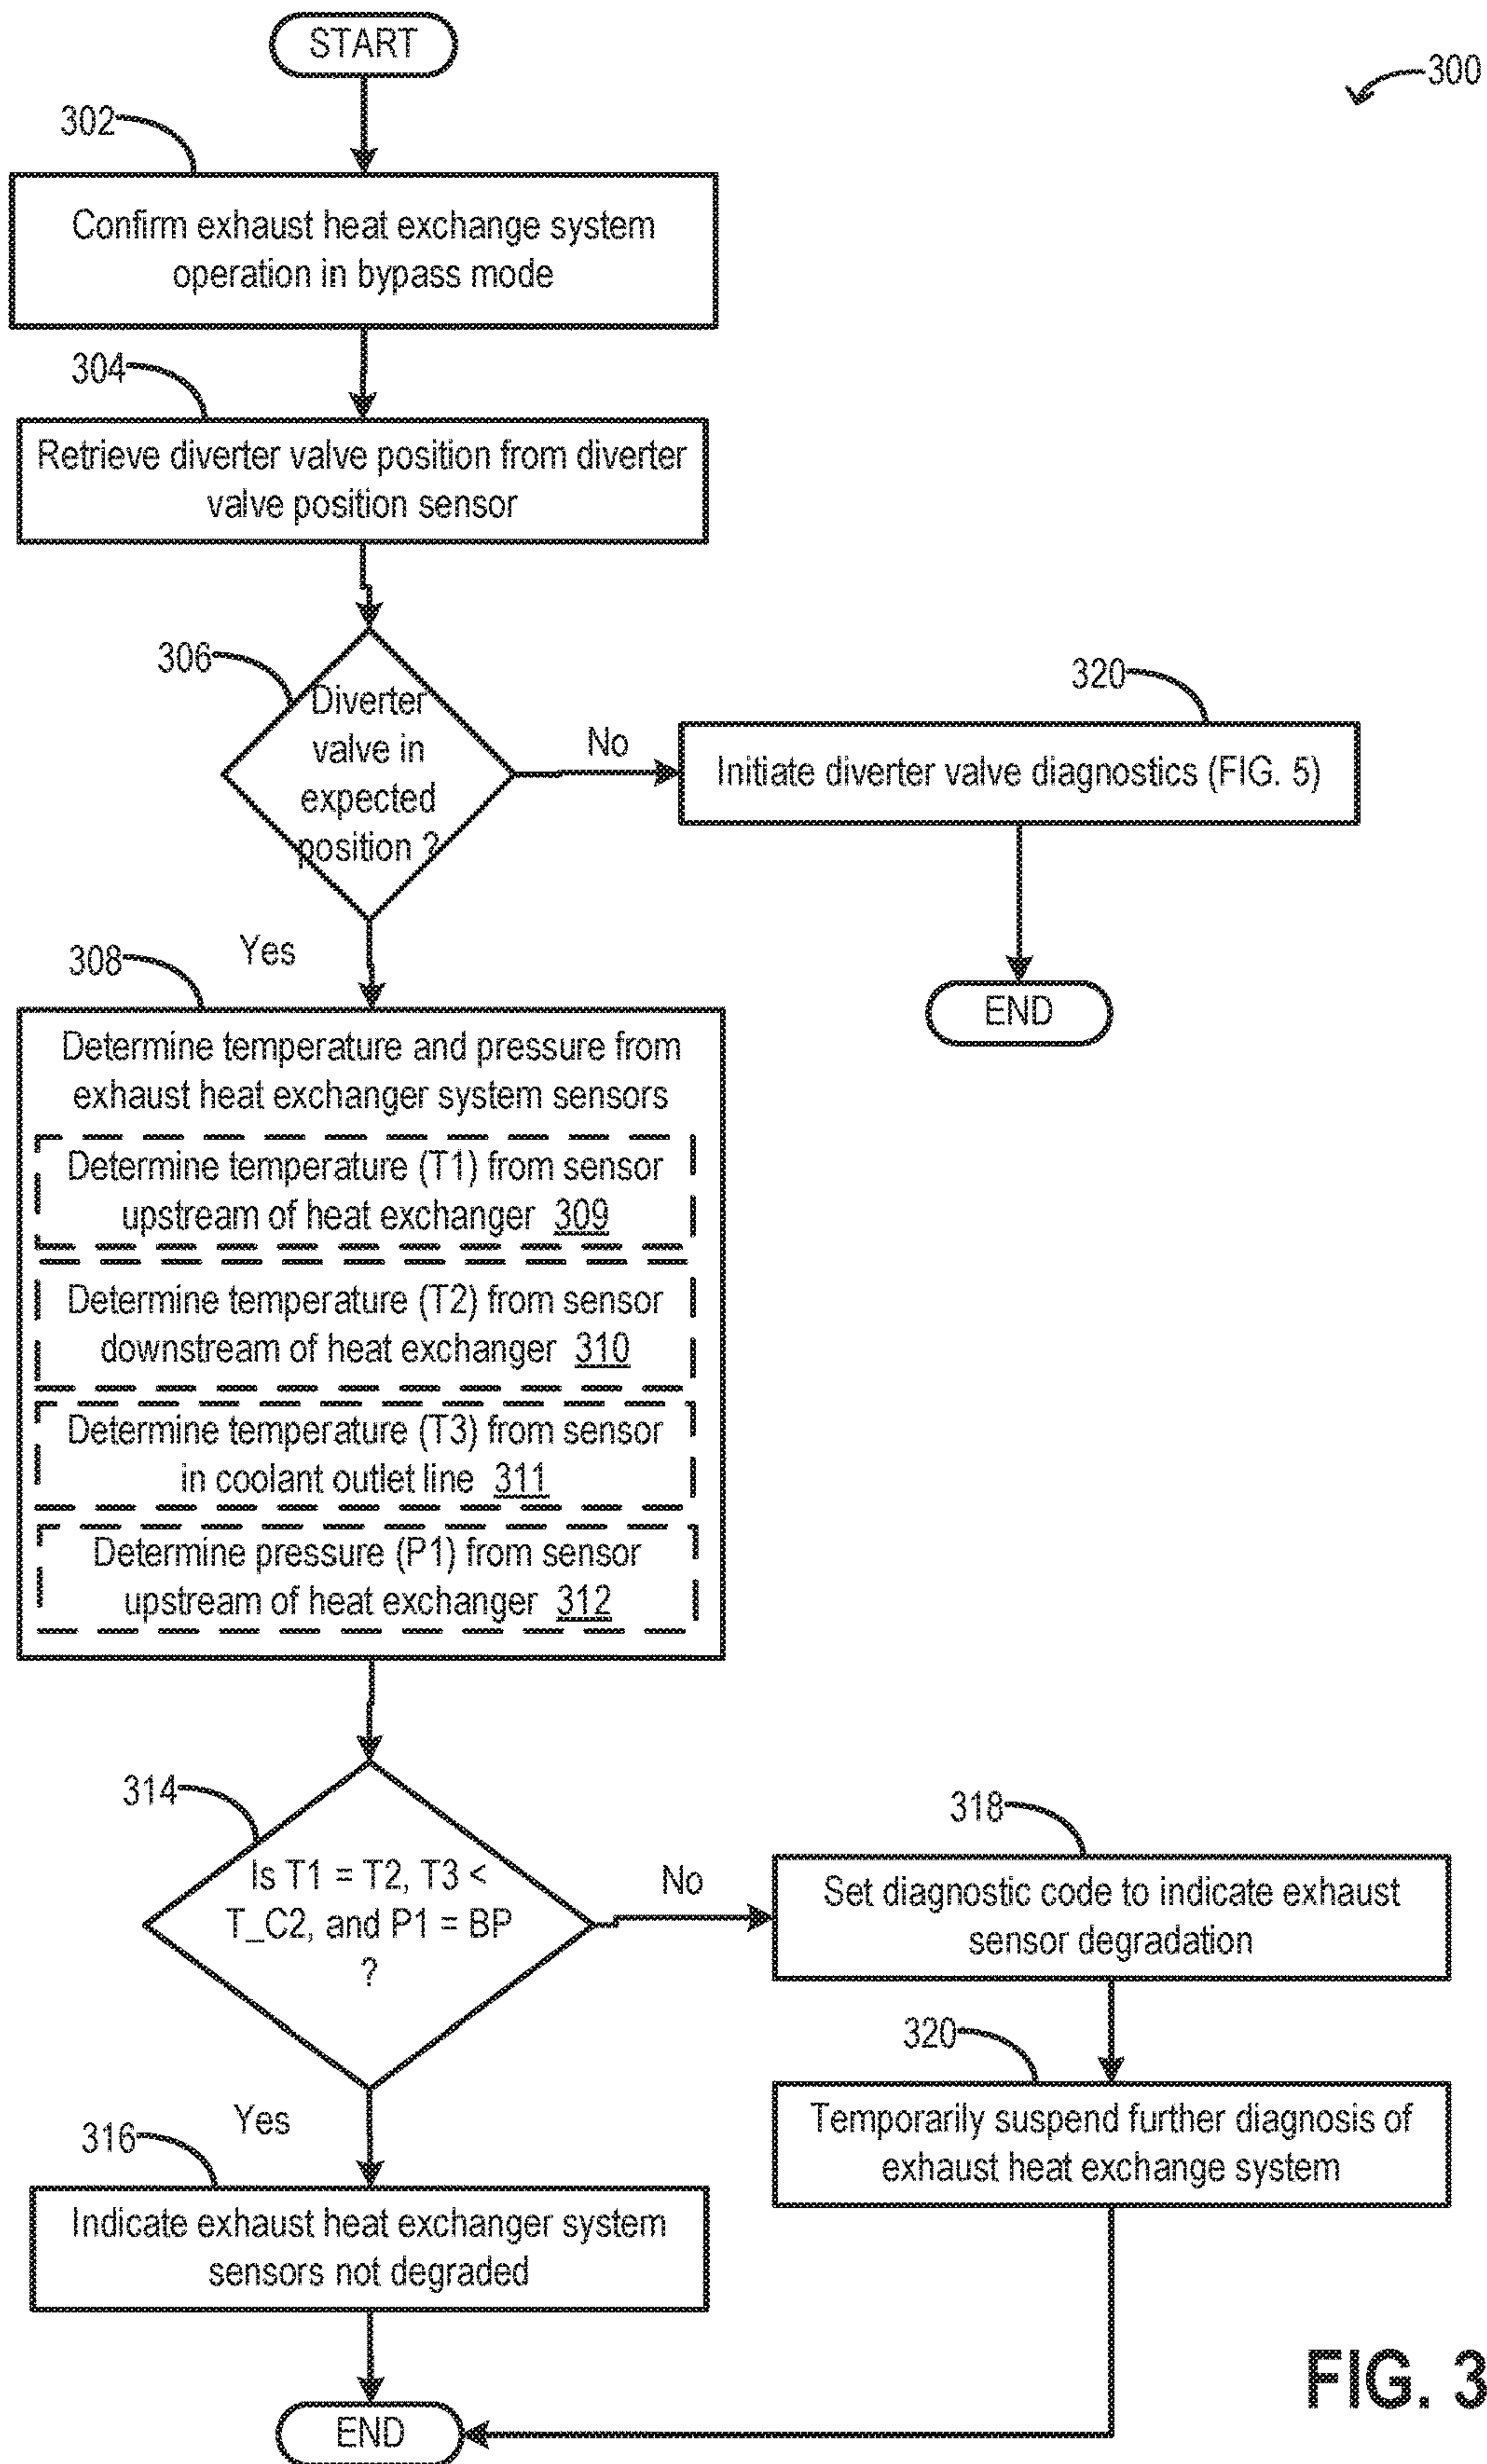 START
300
302
Confirm exhaust heat exchange system
operation in bypass mode
304
Retrieve diverter valve position from diverter
valve position sensor
306
Diverter
valve in
expected
position ?
No
320
Initiate diverter valve diagnostics (FIG. 5)
END
Yes
308
Determine temperature and pressure from
exhaust heat exchanger system sensors
Determine temperature (T1) from sensor
upstream of heat exchanger 309
Determine temperature (T2) from sensor
downstream of heat exchanger 310
Determine temperature (T3) from sensor
in coolant outlet line 311
Determine pressure (P1) from sensor
upstream of heat exchanger 312
314
Is T1 = T2, T3 <
T_C2, and P1 = BP
?
No
318
Set diagnostic code to indicate exhaust
sensor degradation
320
Temporarily suspend further diagnosis of
exhaust heat exchange system
Yes
316
Indicate exhaust heat exchanger system
sensors not degraded
END
FIG. 3